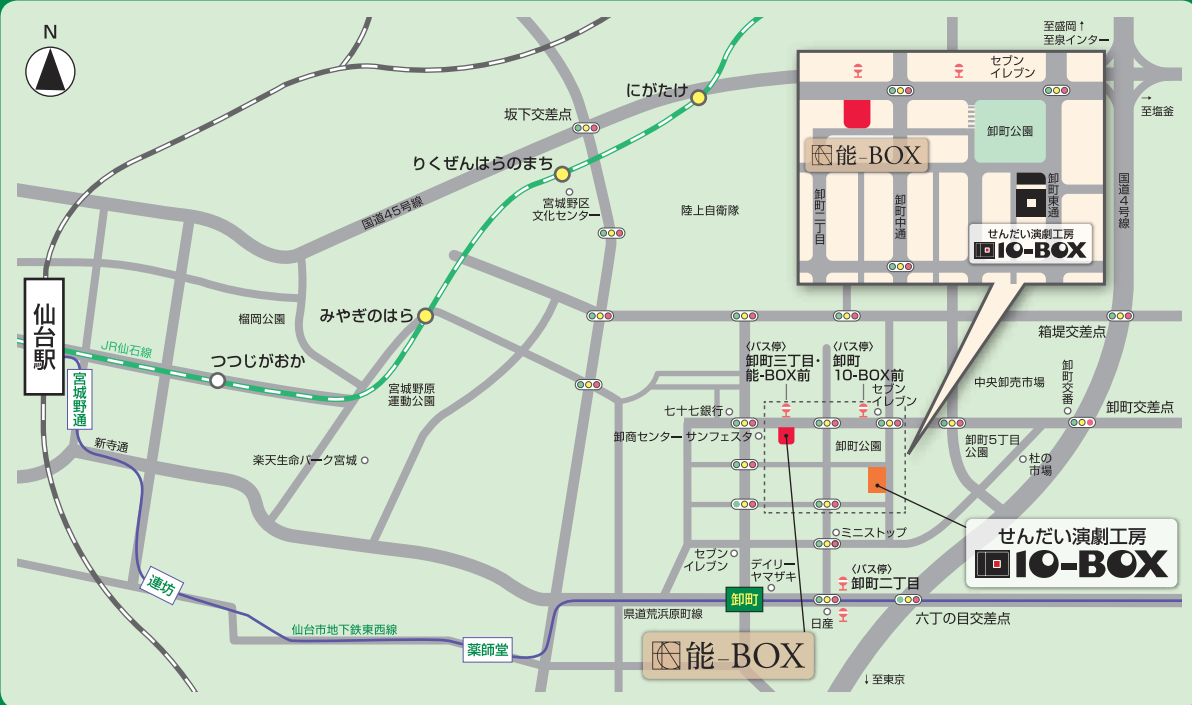 N
至盛岡↑
至泉インター
セブン
イレブン
→
至塩釜
にがたけ
坂下交差点
りくぜんはらのまち
宮城野区
文化センター
陸上自衛隊
国道45号線
卸町公園
能-BOX
卸町二丁目
卸町中通
卸町東通
国道4号線
せんだい演劇工房
10-BOX
仙台駅
榴岡公園
みやぎのはら
JR仙石線
つつじがおか
宮城野通
宮城野原
運動公園
新寺通
楽天生命パーク宮城
箱堤交差点
〈バス停〉
卸町三丁目・
能-BOX前
〈バス停〉
卸町
10-BOX前
セブン
イレブン
中央卸売市場
卸町交番
卸町交差点
七十七銀行
卸商センター サンフェスタ
卸町公園
卸町5丁目
公園
杜の
市場
せんだい演劇工房
10-BOX
ミニストップ
セブン
イレブン
デイリー
ヤマザキ
〈バス停〉
卸町二丁目
連坊
卸町
県道荒浜原町線
日産
六丁の目交差点
仙台市地下鉄東西線
薬師堂
能-BOX
↓至東京